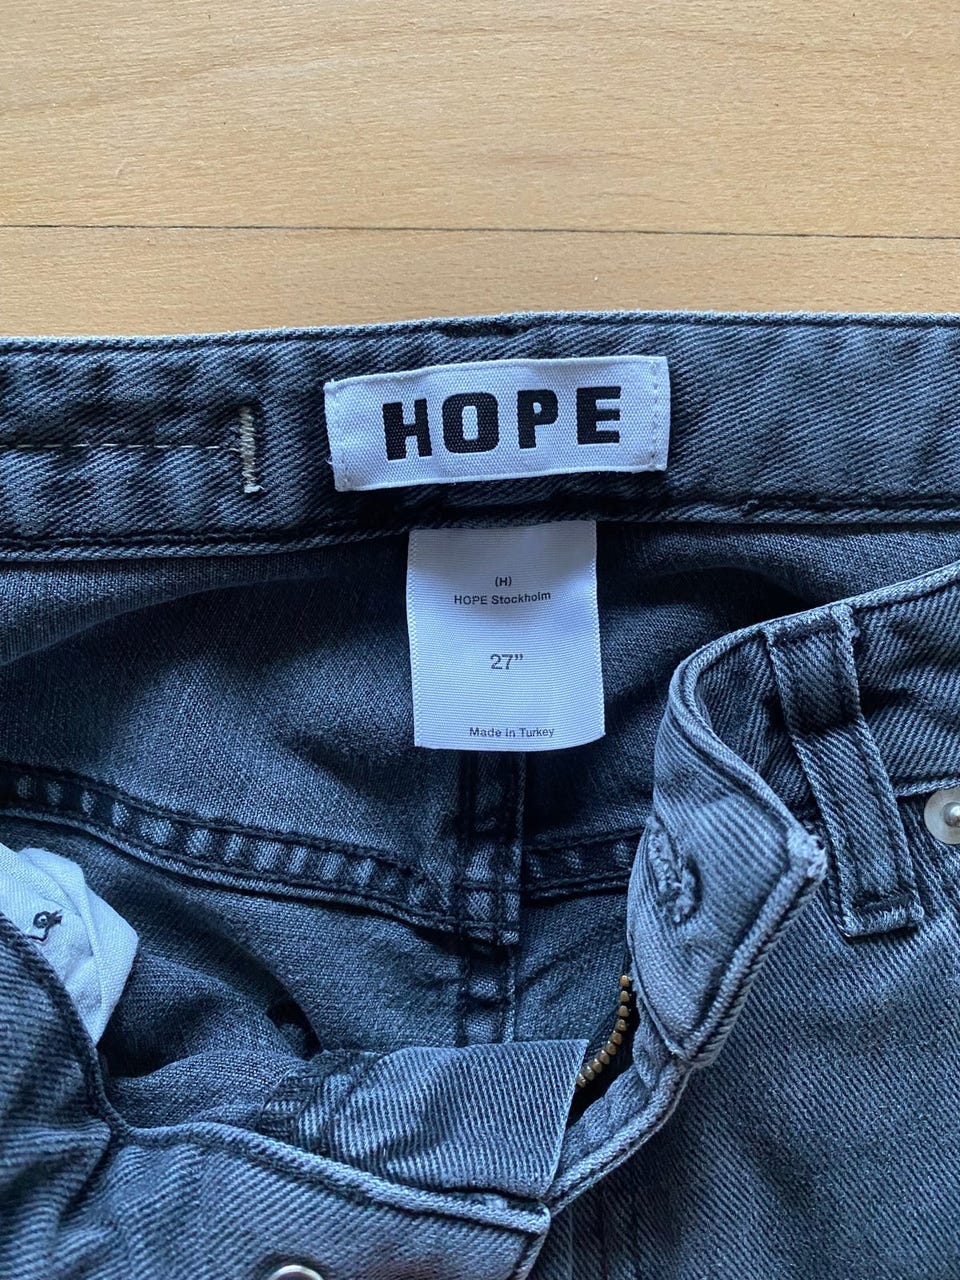 HOPE
(H)
HOPE Stockholm
27”
Made in Turkey